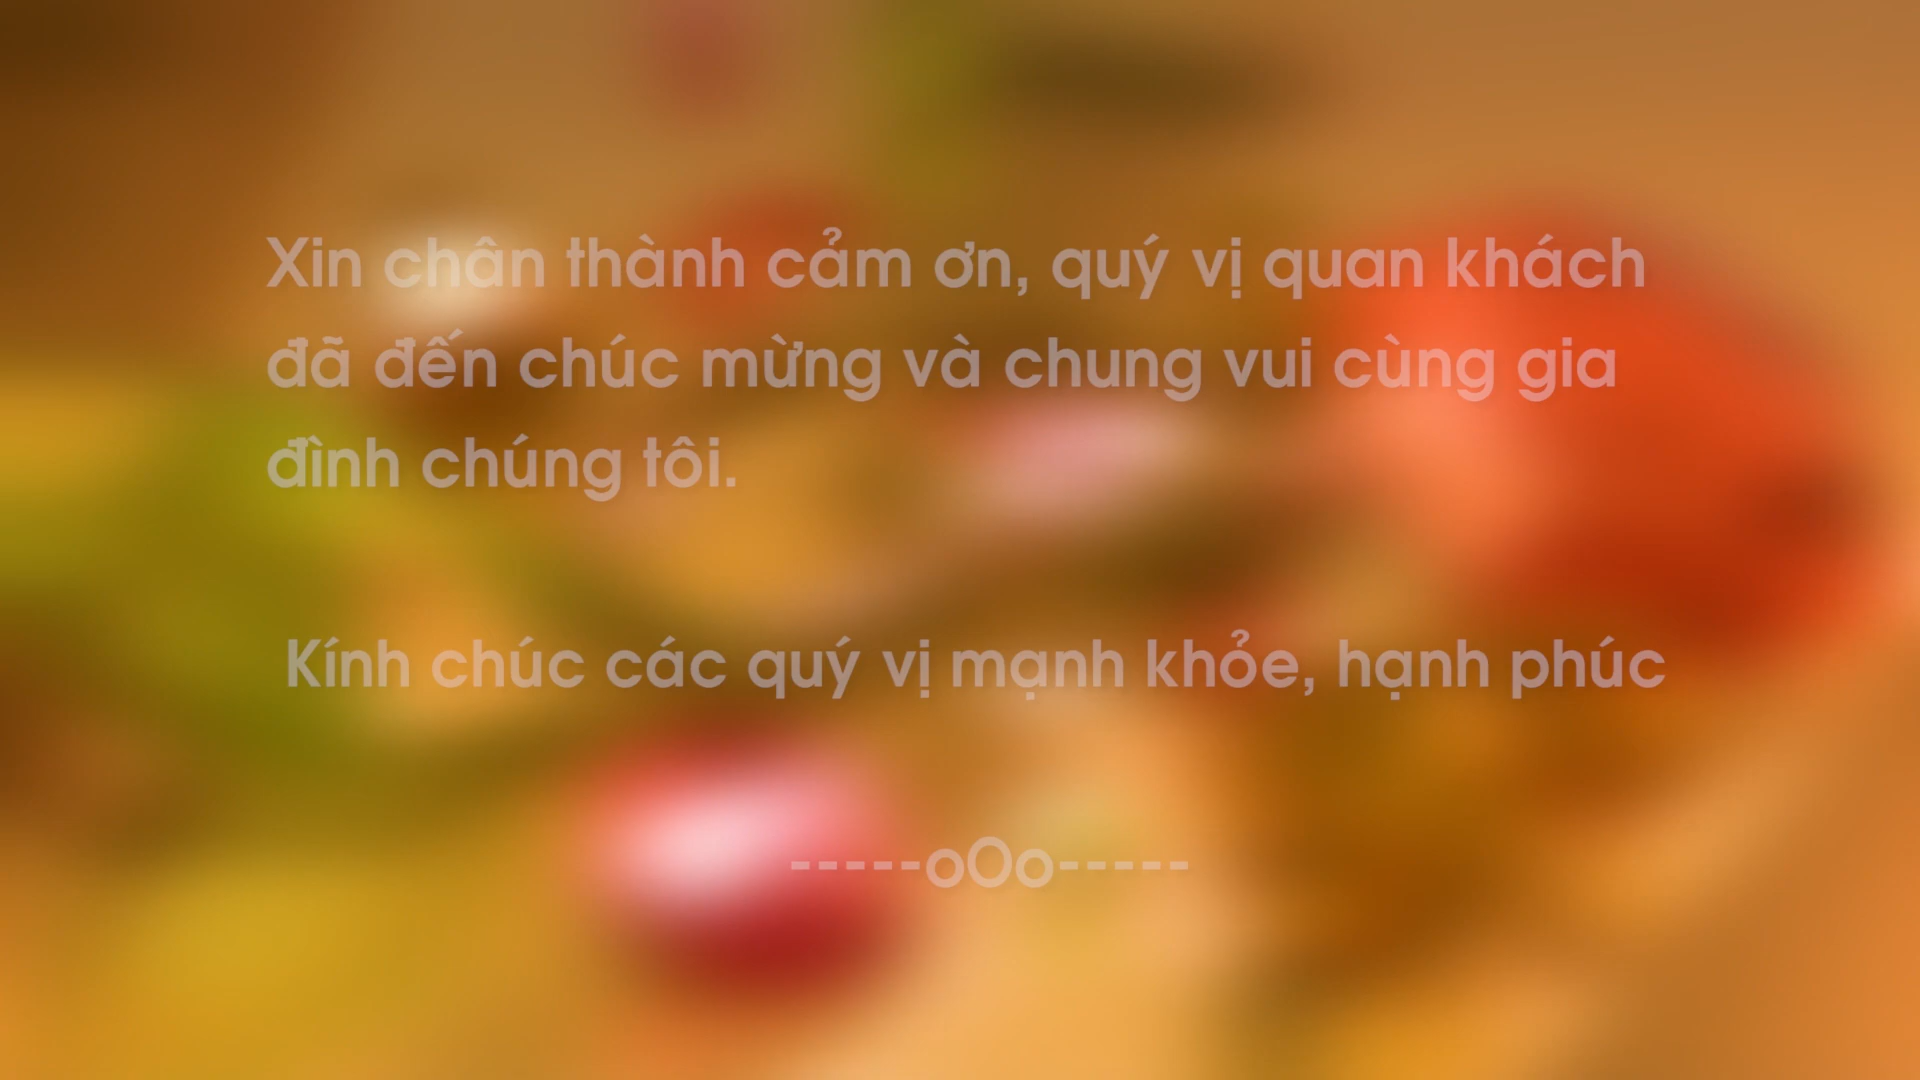 Xin chân thành cảm ơn, quý vị quan khách
đã đến chúc mừng và chung vui cùng gia
đình chúng tôi.
Kính chúc các quý vị mạnh khỏe, hạnh phúc
-----oOo-----